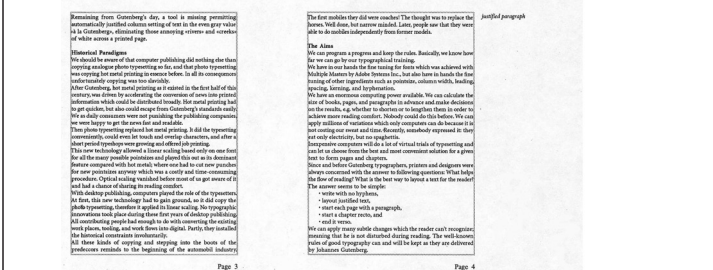 Remaining from Gutenberg's day, a tool is missing permitting
automatically justified column setting of text in the even gray value
«à la Gutenberg», eliminating those annoying «rivers» and «creeks»
of white across a printed page.
Historical Paradigms
We should be aware of that computer publishing did nothing else than
copying analogue photo typesetting so far, and that photo typesetting
was copying hot metal printing in essence before. In all its consequences
unfortunately copying was too slavishly.
After Gutenberg, hot metal printing as it existed in the first half of this
century, was driven by accelerating the conversion of news into printed
information which could be distributed broadly. Hot metal printing had
to get quicker, but also could escape from Gutenberg's standards easily.
We as daily consumers were not punishing the publishing companies:
we were happy to get the news fast and readable.
Then photo typesetting replaced hot metal printing. It did the typesetting
conveniently, could even let touch and overlap characters, and after a
short period typeshops were growing and offered job printing.
This new technology allowed a linear scaling based only on one font
for all the many possible pointsizes and played this out as its dominant
feature compared with hot metal; where one had to cut new punches
for new pointsizes anyway which was a costly and time-consuming
procedure. Optical scaling vanished before most of us got aware of it
and had a chance of sharing its reading comfort.
With desktop publishing, computers played the role of the typesetters.
At first, this new technology had to gain ground, so it did copy the
photo typesetting, therefore it applied its linear scaling. No typographic
innovations took place during these first years of desktop publishing.
All contributing people had enough to do with converting the existing
work places, tooling, and work flows into digital. Partly, they installed
the historical constraints involuntarily.
All these kinds of copying and stepping into the boots of the
predeccors reminds to the beginning of the automobil industry.
Page 3
The first mobiles they did were coaches! The thought was to replace the
horses. Well done, but narrow minded. Later, people saw that they were
able to do mobiles independently from former models.
The Aims
We can program a progress and keep the rules. Basically, we know how
far we can go by our typographical training.
We have in our hands the fine tuning for fonts which was achieved with
Multiple Masters by Adobe Systems Inc., but also have in hands the fine
tuning of other ingredients such as pointsize, column width, leading,
spacing, kerning, and hyphenation.
We have an enormous computing power available. We can calculate the
size of books, pages, and paragraphs in advance and make decisions
on the results, e.g. whether to shorten or to lengthen them in order to
achieve more reading comfort. Nobody could do this before. We can
apply millions of variations which only computers can do because it is
not costing our sweat and time. Recently, somebody expressed it: they
eat only electricity, but no spaghettis.
Inexpensive computers will do a lot of virtual trials of typesetting and
can let us choose from the best and most convenient solution for a given
text to form pages and chapters.
Since and before Gutenberg typographers, printers and designers were
always concerned with the answer to following questions: What helps
the flow of reading? What is the best way to layout a text for the reader?
The answer seems to be simple:
• write with no hyphens,
• layout justified text,
• start each page with a paragraph,
• start a chapter recto, and
• end it verso.
We can apply many subtle changes which the reader can't recognize;
meaning that he is not disturbed during reading. The well-known
rules of good typography can and will be kept as they are delivered
by Johannes Gutenberg.
Page 4
justified paragraph